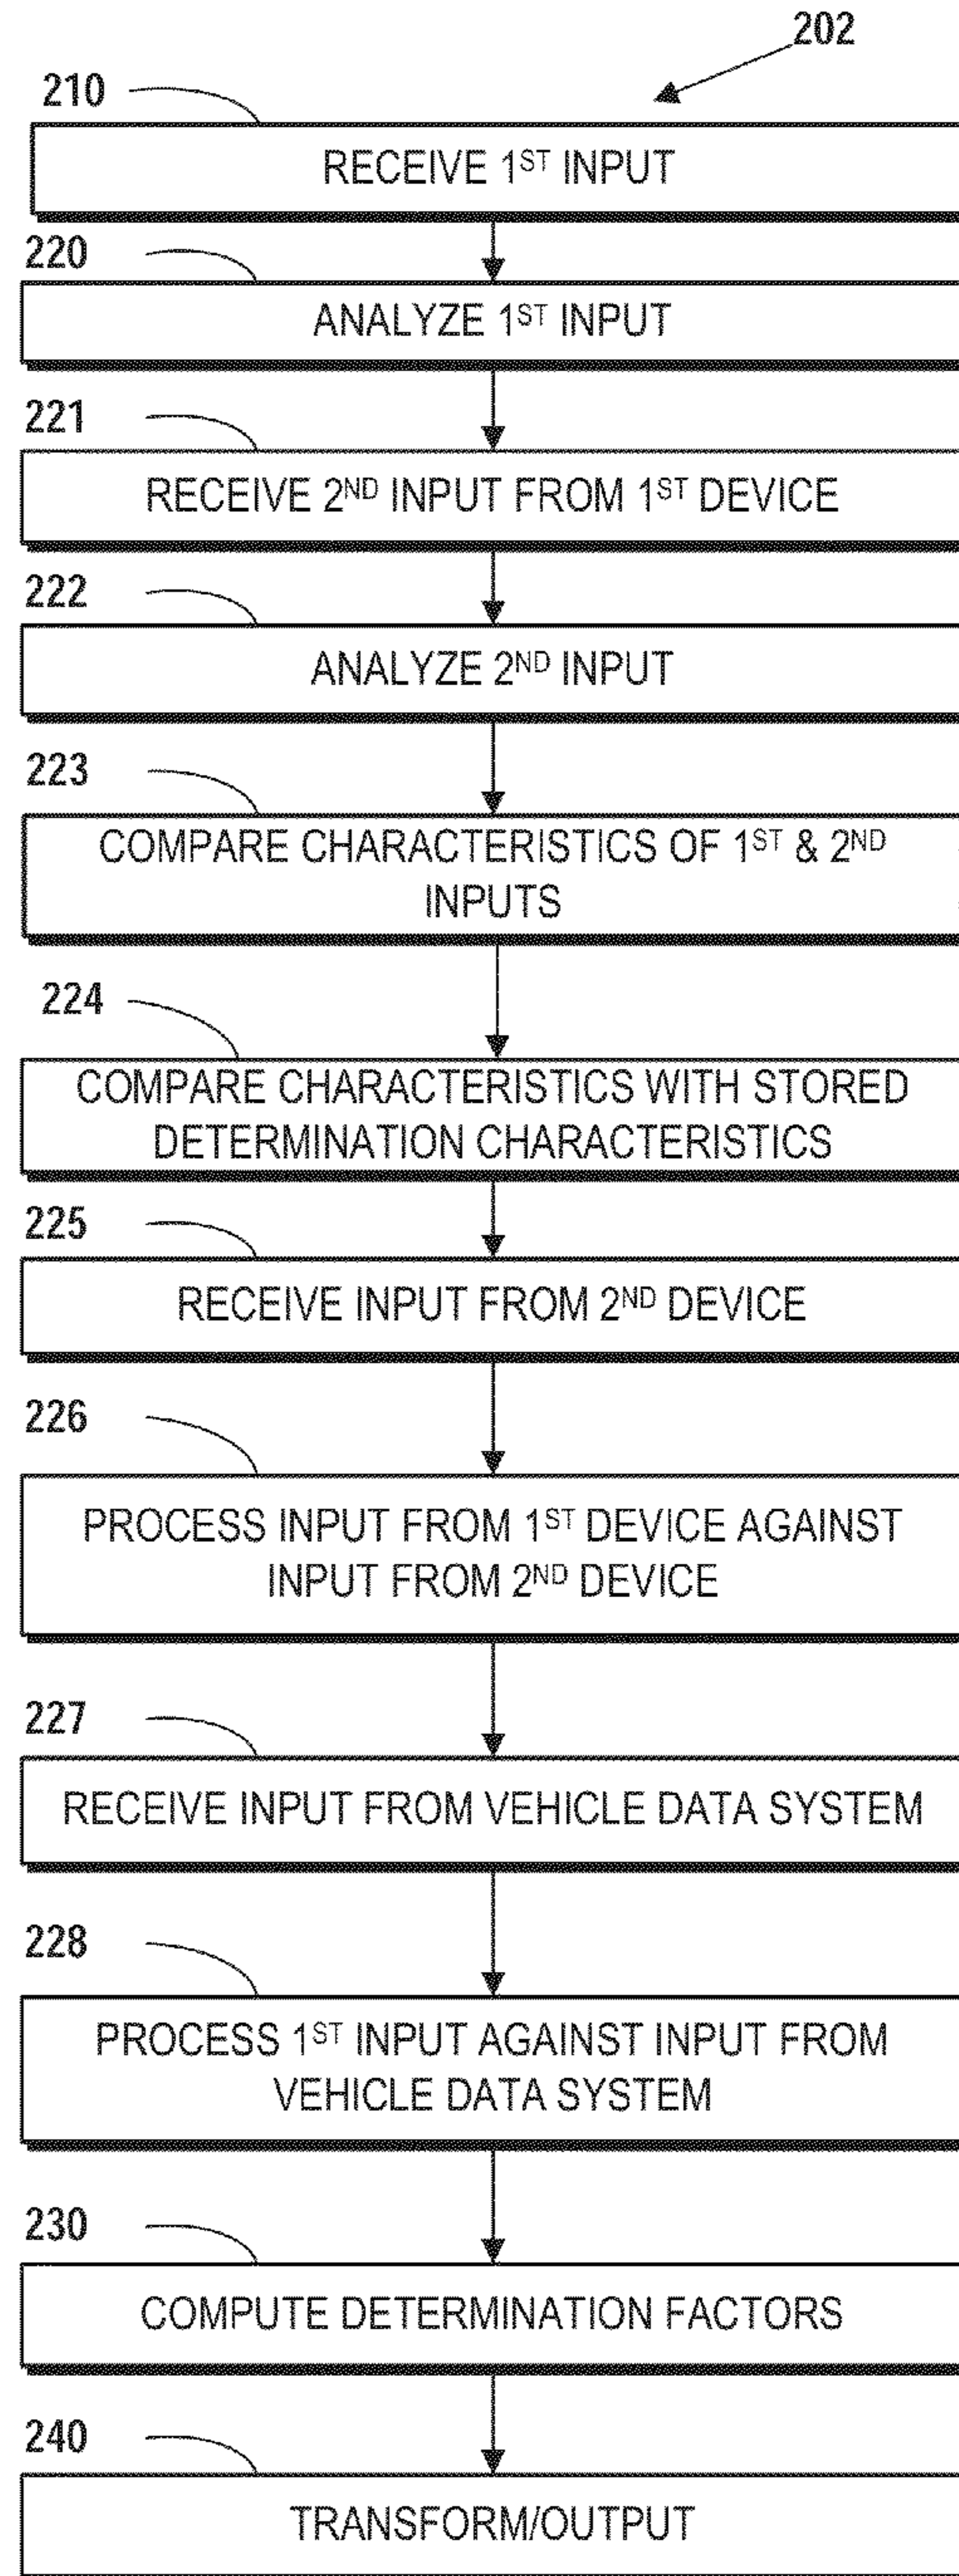 202
210
RECEIVE 1ST INPUT
220
ANALYZE 1ST INPUT
221
RECEIVE 2ND INPUT FROM 1ST DEVICE
222
ANALYZE 2ND INPUT
223
COMPARE CHARACTERISTICS OF 1ST & 2ND
INPUTS
224
COMPARE CHARACTERISTICS WITH STORED
DETERMINATION CHARACTERISTICS
225
RECEIVE INPUT FROM 2ND DEVICE
226
PROCESS INPUT FROM 1ST DEVICE AGAINST
INPUT FROM 2ND DEVICE
227
RECEIVE INPUT FROM VEHICLE DATA SYSTEM
228
PROCESS 1ST INPUT AGAINST INPUT FROM
VEHICLE DATA SYSTEM
230
COMPUTE DETERMINATION FACTORS
240
TRANSFORM/OUTPUT